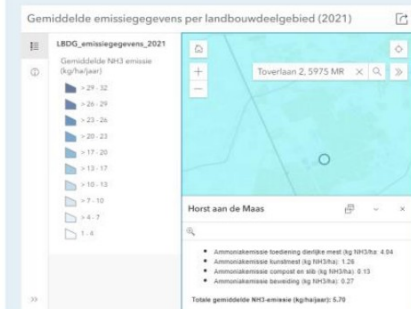 Gemiddelde emissiegegevens per landbouwdeelgebied (2021)
LBDG_emissiegegevens_2021
Gemiddelde NH3 emissie
(kg/ha/jaar)
> 29 - 32
> 26 - 29
> 23 - 26
> 20 - 23
> 17 - 20
> 13 - 17
> 10 - 13
> 7 - 10
> 4 - 7
1 - 4
Toverlaan 2, 5975 MR
Horst aan de Maas
Ammoniakemissie toediening dierlijke mest (kg NH3/ha: 4.04
Ammoniakemissie kunstmest (kg NH3/ha): 1.26
Ammoniakemissie compost en slib (kg NH3/ha): 0.13
Ammoniakemissie beweiding (kg NH3/ha): 0.27
Totale gemiddelde NH3-emissie (kg/ha/jaar): 5.70